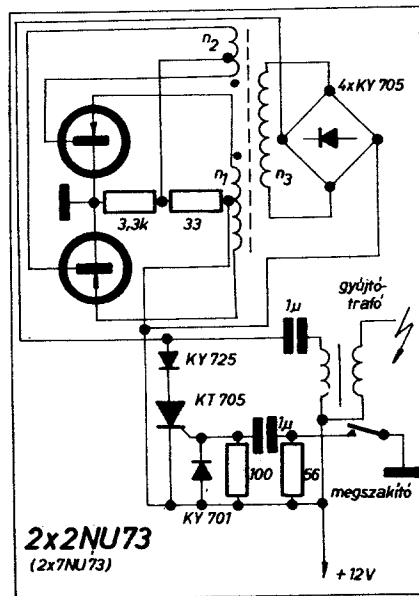 n2
4xKY 705
n1
n3
3,3k
33
1µ
gyújtó-
trafó
KY 725
KT 705
1µ
100
56
megszakító
KY 701
2x2NU73
(2x7NU73)
+12V